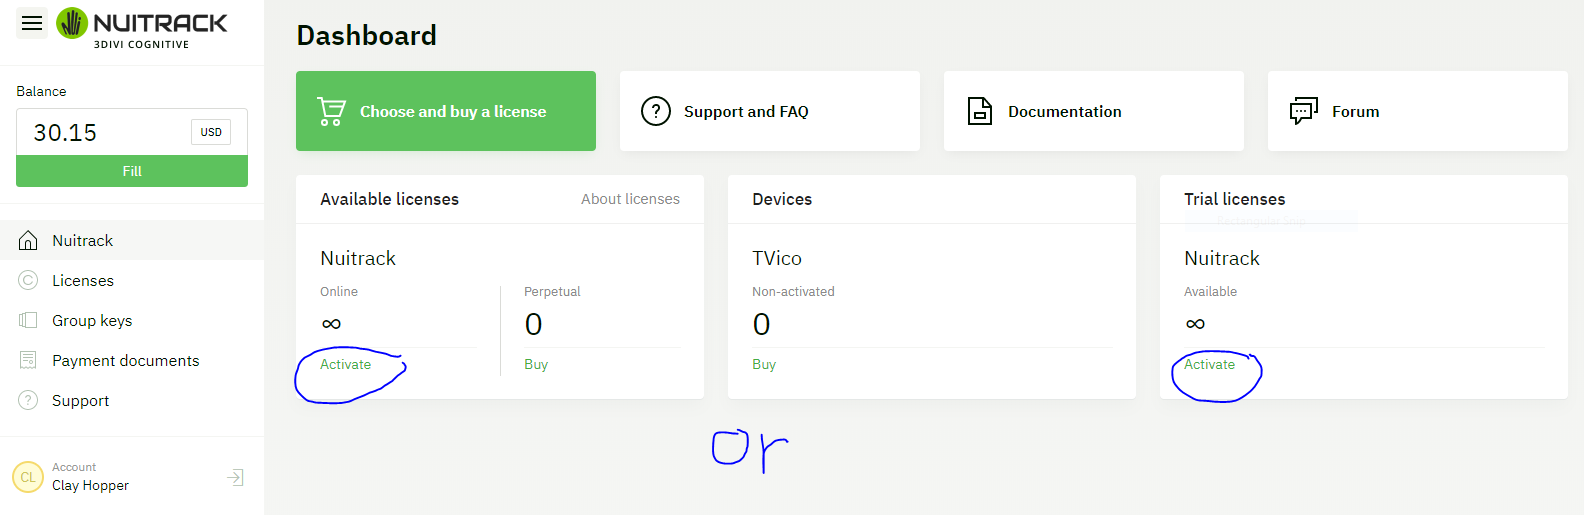 NUITRACK
3DIVI COGNITIVE
Balance
30.15 USD
Fill
Nuitrack
Licenses
Group keys
Payment documents
Support
CL
Account
Clay Hopper
Dashboard
Choose and buy a license
Support and FAQ
Documentation
Forum
Available licenses About licenses
Nuitrack
Online
∞
Activate
Perpetual
0
Buy
Devices
TVico
Non-activated
0
Buy
Trial licenses
Rectangular Snip
Nuitrack
Available
∞
Activate
or